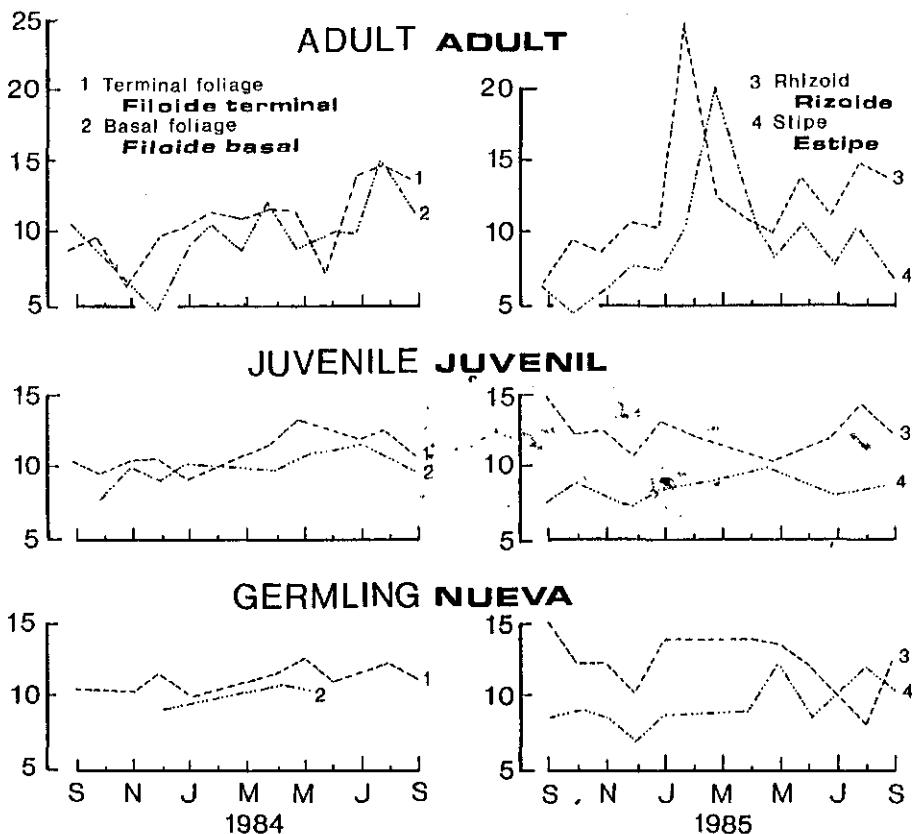 ADULT ADULT
25
20
15
10
5
1 Terminal foliage
Filoide terminal
2 Basal foliage
Filoide basal
1
2
20
15
10
5
3 Rhizoid
Rizoide
4 Stipe
Estipe
3
4
JUVENILE JUVENIL
15
10
5
1
2
15
10
5
3
4
GERMLING NUEVA
15
10
5
1
2
S N J M M J S
1984
15
10
5
3
4
S N J M M J S
1985